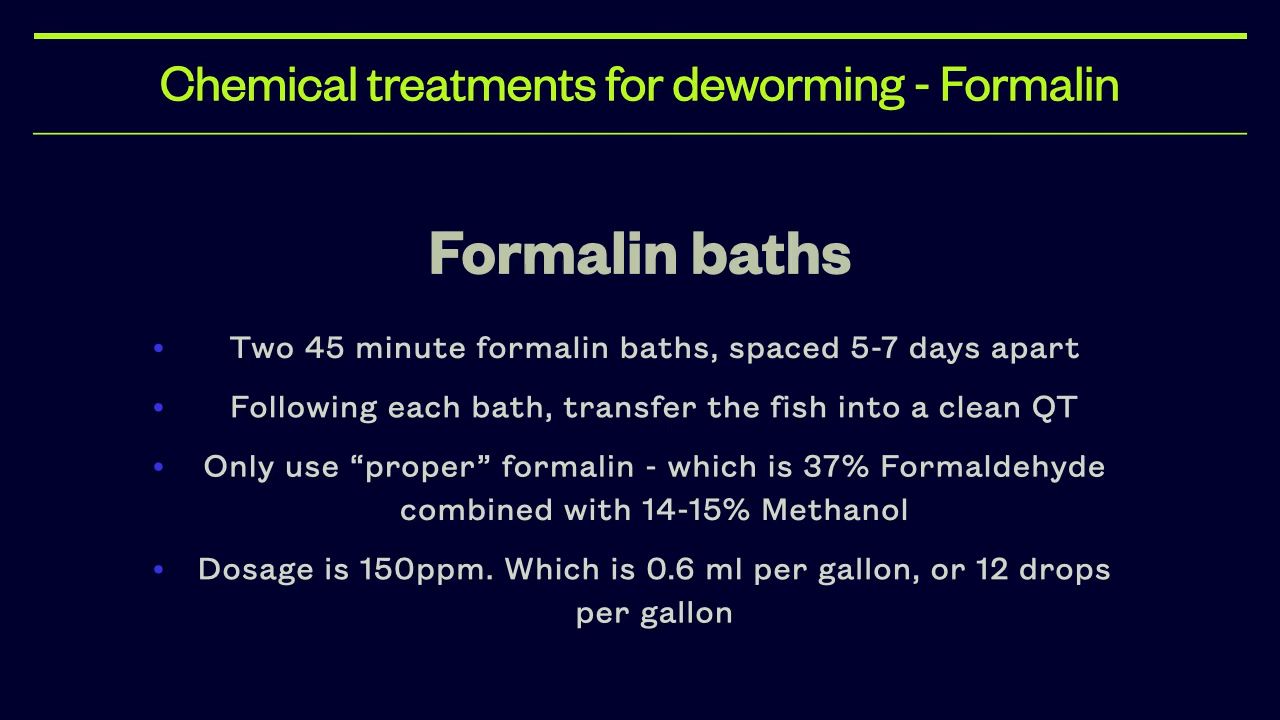 Chemical treatments for deworming - Formalin
Formalin baths
• Two 45 minute formalin baths, spaced 5-7 days apart
• Following each bath, transfer the fish into a clean QT
• Only use “proper” formalin - which is 37% Formaldehyde
combined with 14-15% Methanol
• Dosage is 150ppm. Which is 0.6 ml per gallon, or 12 drops
per gallon